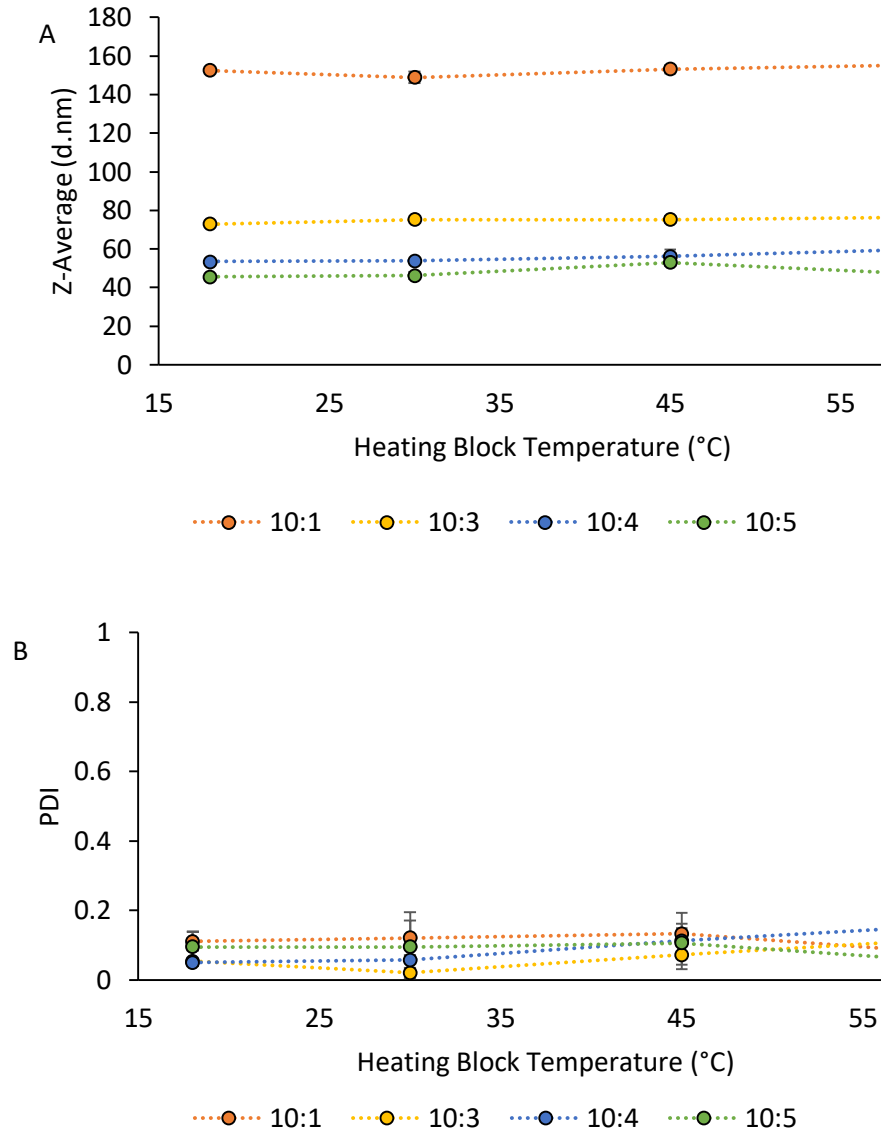 A
180
160
140
120
100
80
60
40
20
0
Z-Average (d.nm)
15 25 35 45 55
Heating Block Temperature (°C)
10:1 10:3 10:4 10:5
B
1
0.8
0.6
0.4
0.2
0
PDI
15 25 35 45 55
Heating Block Temperature (°C)
10:1 10:3 10:4 10:5